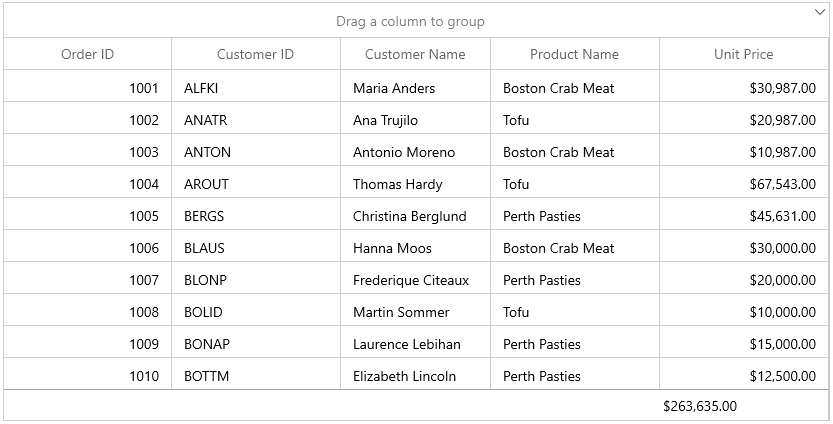 Drag a column to group
Order ID Customer ID Customer Name Product Name Unit Price
1001 ALFKI Maria Anders Boston Crab Meat $30,987.00
1002 ANATR Ana Trujilo Tofu $20,987.00
1003 ANTON Antonio Moreno Boston Crab Meat $10,987.00
1004 AROUT Thomas Hardy Tofu $67,543.00
1005 BERGS Christina Berglund Perth Pasties $45,631.00
1006 BLAUS Hanna Moos Boston Crab Meat $30,000.00
1007 BLONP Frederique Citeaux Perth Pasties $20,000.00
1008 BOLID Martin Sommer Tofu $10,000.00
1009 BONAP Laurence Lebihan Perth Pasties $15,000.00
1010 BOTTM Elizabeth Lincoln Perth Pasties $12,500.00
$263,635.00